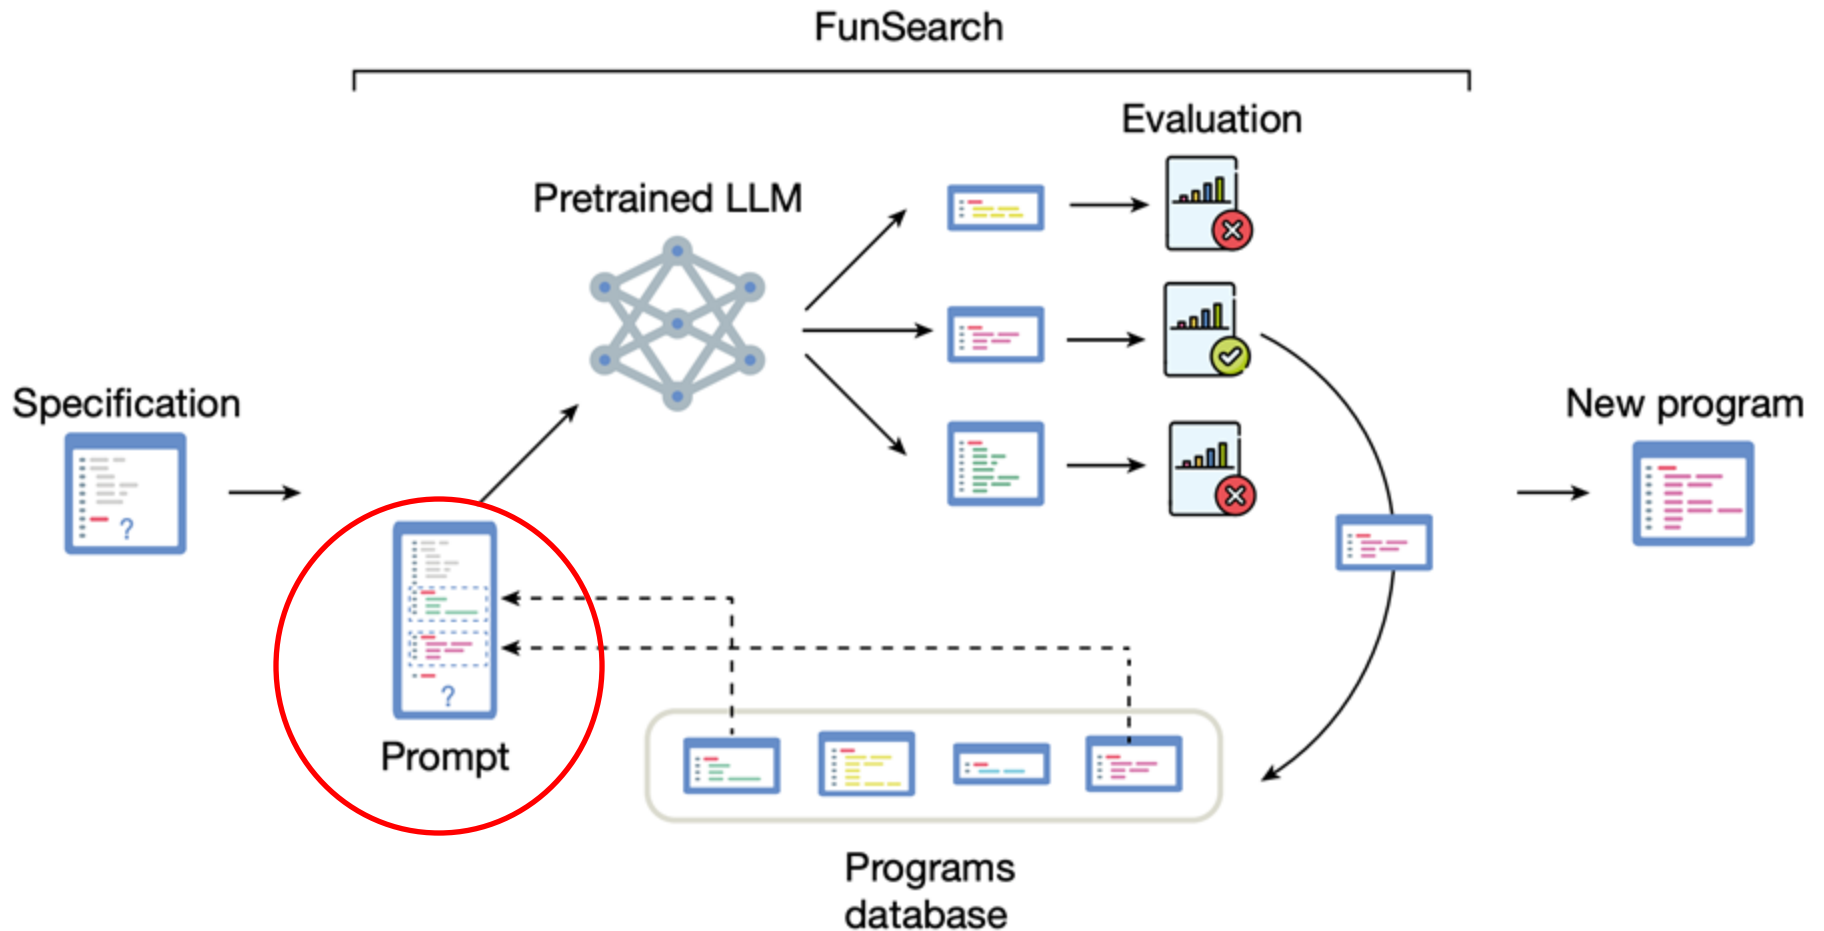 FunSearch
Evaluation
Pretrained LLM
Specification
?
New program
?
Prompt
Programs
database